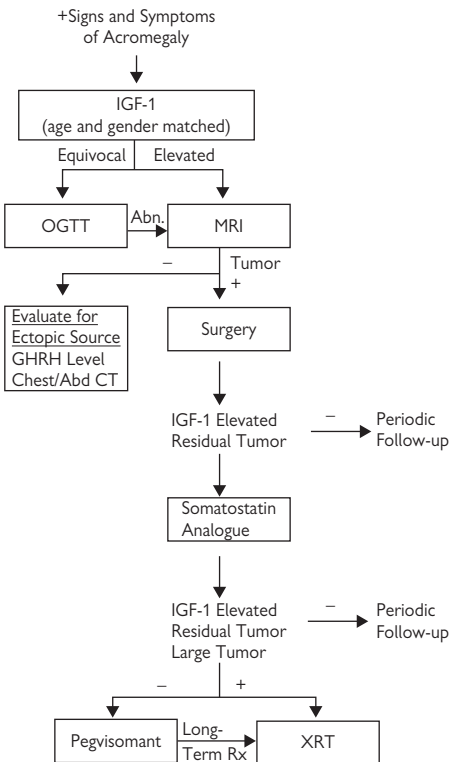 +Signs and Symptoms
of Acromegaly
IGF-1
(age and gender matched)
Equivocal Elevated
OGTT
Abn.
MRI
–
Tumor
+
Evaluate for
Ectopic Source
GHRH Level
Chest/Abd CT
Surgery
IGF-1 Elevated
Residual Tumor
–
Periodic
Follow-up
Somatostatin
Analogue
IGF-1 Elevated
Residual Tumor
Large Tumor
–
Periodic
Follow-up
– +
Pegvisomant
Long-
Term Rx
XRT